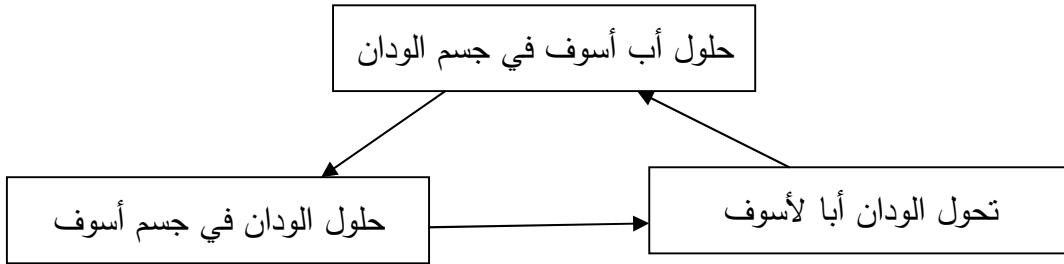 حلول أب أسوف في جسم الودان
تحول الودان أبا لأسوف
حلول الودان في جسم أسوف